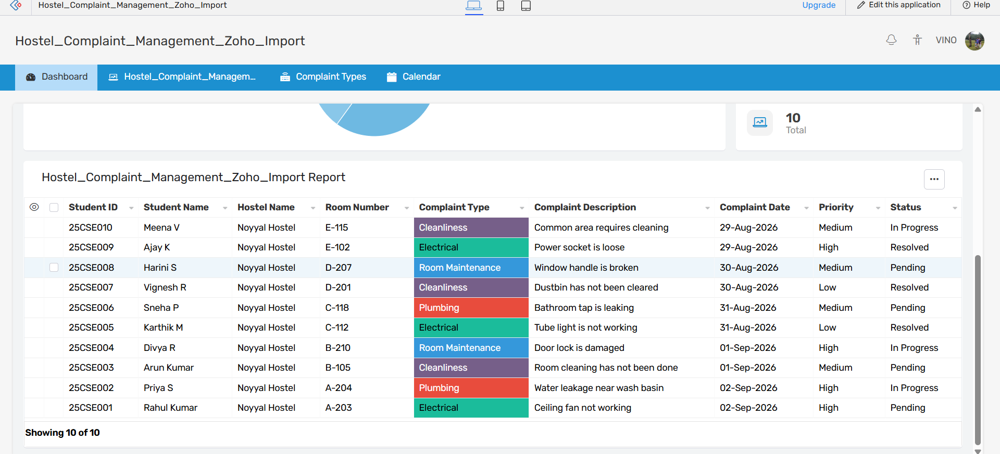 Hostel_Complaint_Management_Zoho_Import Upgrade Edit this application Help
Hostel_Complaint_Management_Zoho_Import VINO
Dashboard Hostel_Complaint_Managem... Complaint Types Calendar
10
Total
Hostel_Complaint_Management_Zoho_Import Report
Student ID Student Name Hostel Name Room Number Complaint Type Complaint Description Complaint Date Priority Status
25CSE010 Meena V Noyyal Hostel E-115 Cleanliness Common area requires cleaning 29-Aug-2026 Medium In Progress
25CSE009 Ajay K Noyyal Hostel E-102 Electrical Power socket is loose 29-Aug-2026 High Resolved
25CSE008 Harini S Noyyal Hostel D-207 Room Maintenance Window handle is broken 30-Aug-2026 Medium Pending
25CSE007 Vignesh R Noyyal Hostel D-201 Cleanliness Dustbin has not been cleared 30-Aug-2026 Low Resolved
25CSE006 Sneha P Noyyal Hostel C-118 Plumbing Bathroom tap is leaking 31-Aug-2026 Medium Pending
25CSE005 Karthik M Noyyal Hostel C-112 Electrical Tube light is not working 31-Aug-2026 Low Resolved
25CSE004 Divya R Noyyal Hostel B-210 Room Maintenance Door lock is damaged 01-Sep-2026 High In Progress
25CSE003 Arun Kumar Noyyal Hostel B-105 Cleanliness Room cleaning has not been done 01-Sep-2026 Medium Pending
25CSE002 Priya S Noyyal Hostel A-204 Plumbing Water leakage near wash basin 02-Sep-2026 High In Progress
25CSE001 Rahul Kumar Noyyal Hostel A-203 Electrical Ceiling fan not working 02-Sep-2026 High Pending
Showing 10 of 10